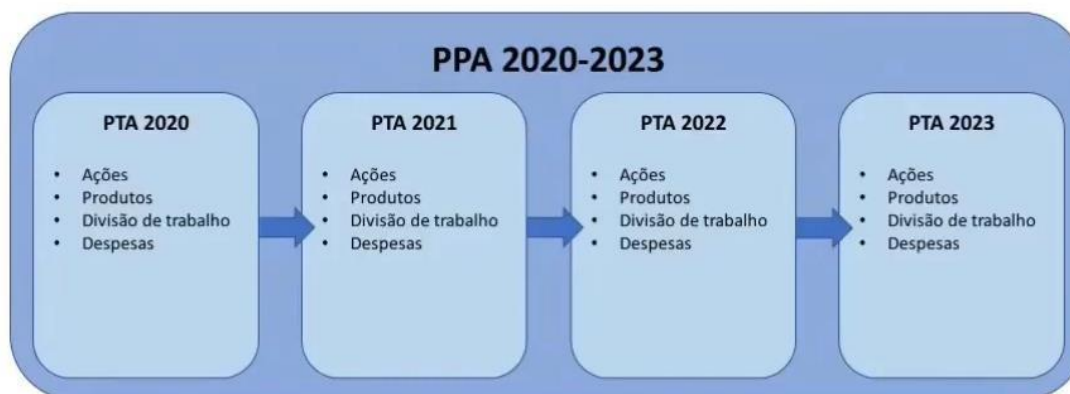 PPA 2020-2023
PTA 2020
• Ações
• Produtos
• Divisão de trabalho
• Despesas
PTA 2021
• Ações
• Produtos
• Divisão de trabalho
• Despesas
PTA 2022
• Ações
• Produtos
• Divisão de trabalho
• Despesas
PTA 2023
• Ações
• Produtos
• Divisão de trabalho
• Despesas